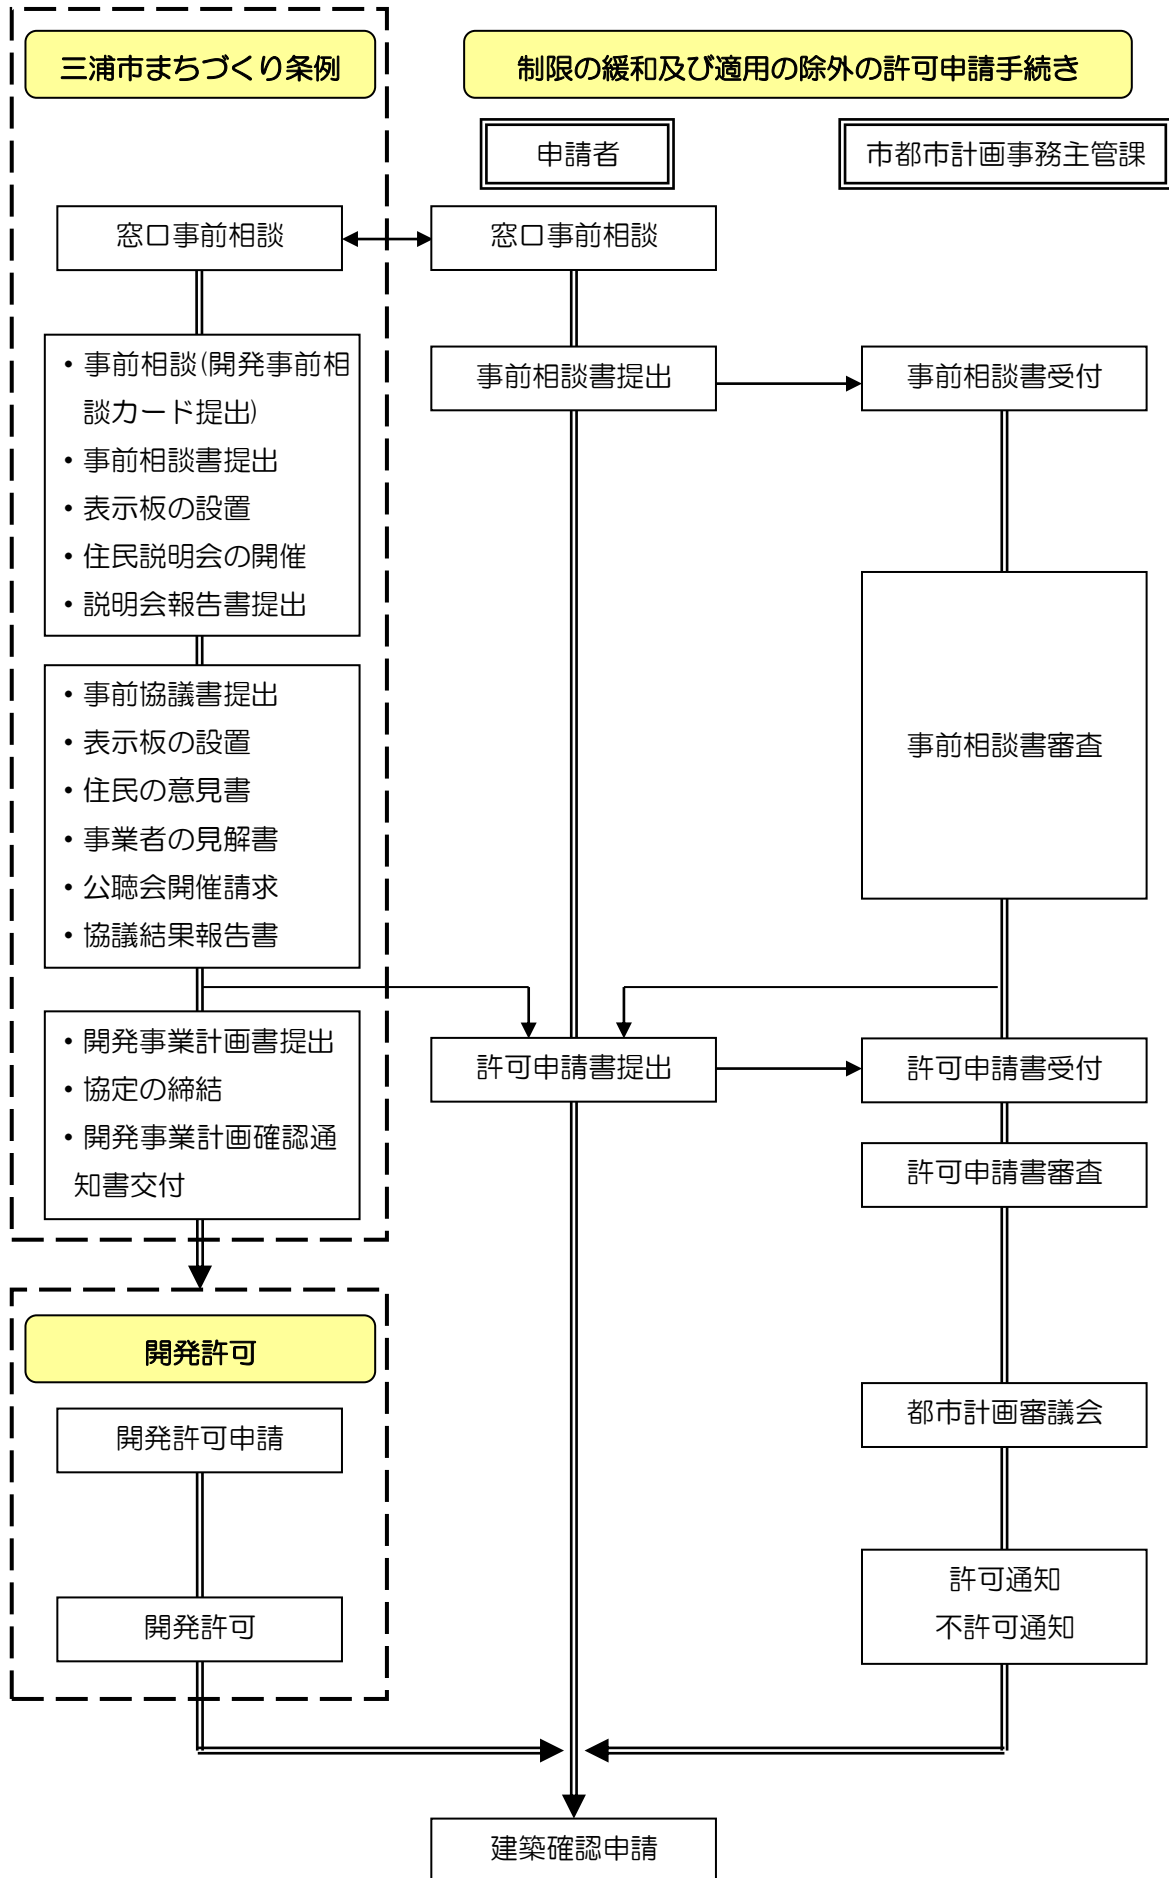 三浦市まちづくり条例
制限の緩和及び適用の除外の許可申請手続き
申請者
市都市計画事務主管課
窓口事前相談
窓口事前相談
・事前相談(開発事前相
談カード提出)
・事前相談書提出
・表示板の設置
・住民説明会の開催
・説明会報告書提出
事前相談書提出
事前相談書受付
・事前協議書提出
・表示板の設置
・住民の意見書
・事業者の見解書
・公聴会開催請求
・協議結果報告書
事前相談書審査
・開発事業計画書提出
・協定の締結
・開発事業計画確認通
知書交付
許可申請書提出
許可申請書受付
許可申請書審査
開発許可
開発許可申請
都市計画審議会
開発許可
許可通知
不許可通知
建築確認申請